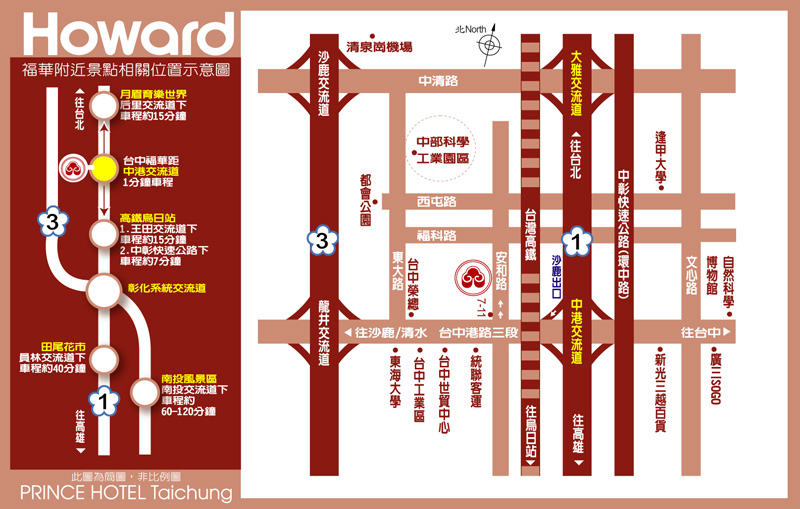 Howard
福華附近景點相關位置示意圖
往台北
月眉育樂世界
后里交流道下
車程約15分鐘
台中福華距
中港交流道
1分鐘車程
3
高鐵烏日站
1.王田交流道下
車程約15分鐘
2.中彰快速公路下
車程約7分鐘
彰化系統交流道
田尾花市
員林交流道下
車程約40分鐘
1
往高雄
南投風景區
南投交流道下
車程約
60-120分鐘
此圖為簡圖，非比例圖
PRINCE HOTEL Taichung
北North
清泉崗機場
沙鹿交流道
大雅交流道
中清路
中部科學
工業園區
往台北
逢甲大學
都會公園
西屯路
福科路
3
1
台灣高鐵
中彰快速公路(環中路)
東大路
台中榮總
安和路
7-11
沙鹿出口
文心路
自然科學
博物館
龍井交流道
中港交流道
往沙鹿/清水
台中港路三段
往台中
東海大學
台中工業區
台中世貿中心
統聯客運
往烏日站
往高雄
新光三越百貨
廣三SOGO